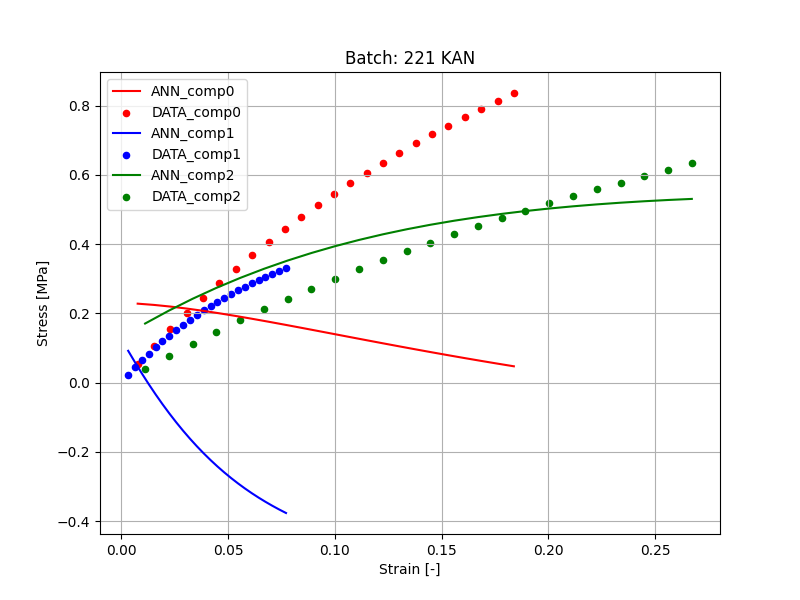 Batch: 221 KAN
ANN_comp0
DATA_comp0
ANN_comp1
DATA_comp1
ANN_comp2
DATA_comp2
Stress [MPa]
0.8
0.6
0.4
0.2
0.0
−0.2
−0.4
0.00 0.05 0.10 0.15 0.20 0.25
Strain [-]